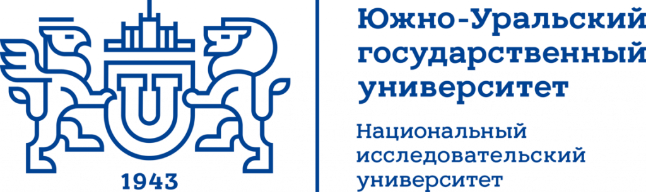 Южно-Уральский
государственный
университет
Национальный
исследовательский
университет
1943